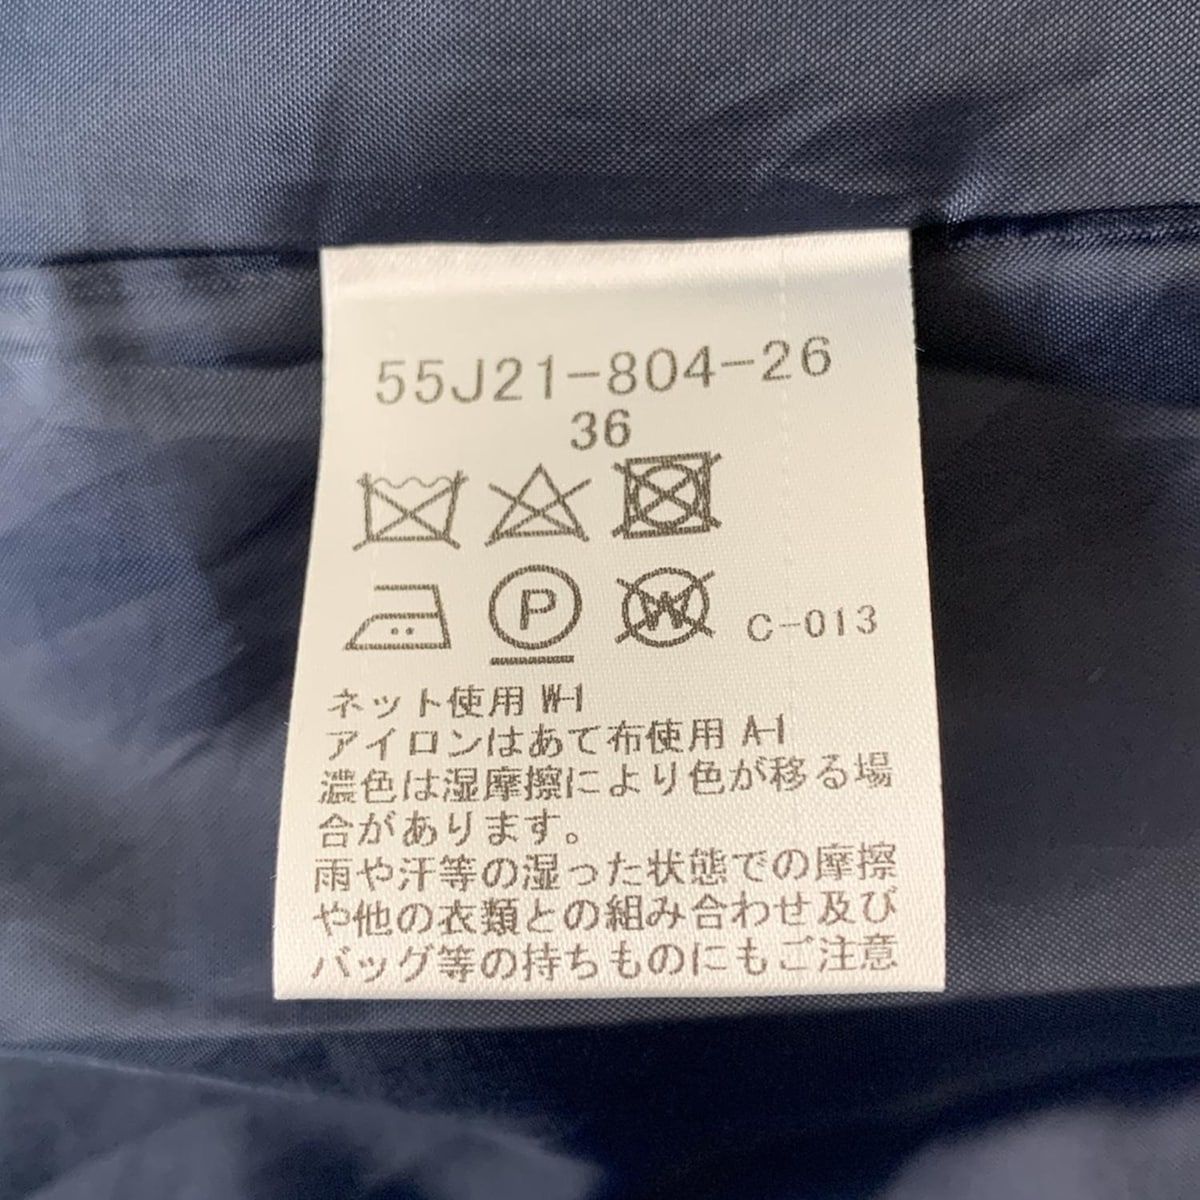 55J21-804-26
36
P
W
C-013
ネット使用 W-1
アイロンはあて布使用 A-1
濃色は湿摩擦により色が移る場
合があります。
雨や汗等の湿った状態での摩擦
や他の衣類との組み合わせ及び
バッグ等の持ちものにもご注意